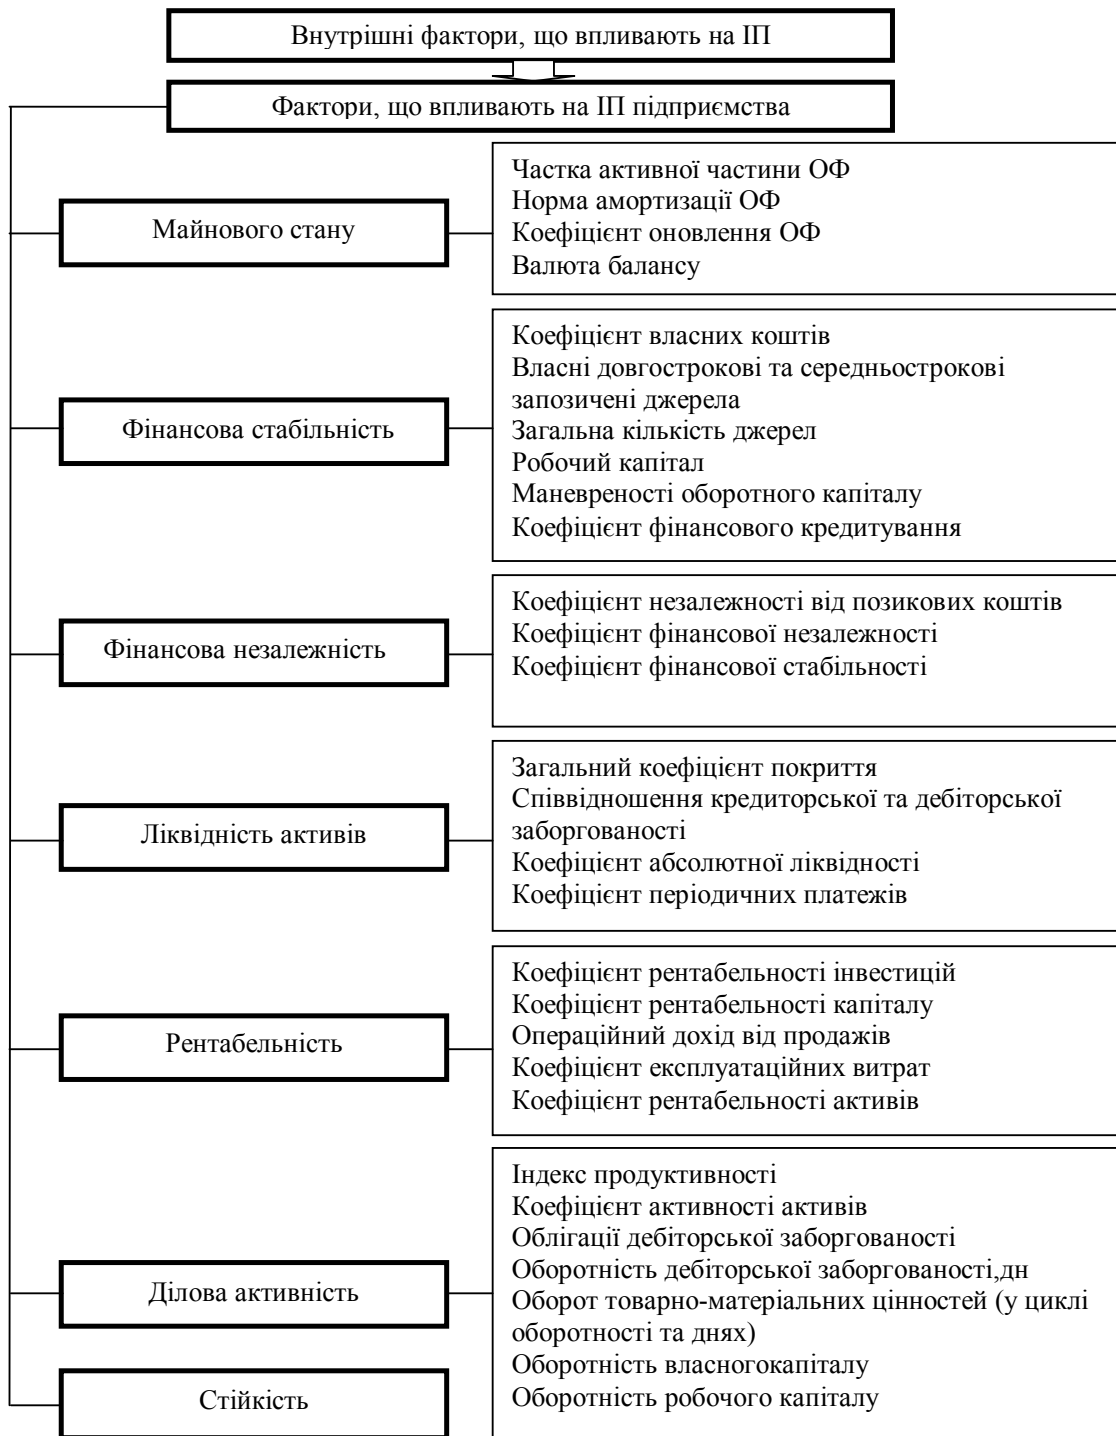 Внутрішні фактори, що впливають на ІП
Фактори, що впливають на ІП підприємства
Майнового стану
Частка активної частини ОФ
Норма амортизації ОФ
Коефіцієнт оновлення ОФ
Валюта балансу
Фінансова стабільність
Коефіцієнт власних коштів
Власні довгострокові та середньострокові
запозичені джерела
Загальна кількість джерел
Робочий капітал
Маневреності оборотного капіталу
Коефіцієнт фінансового кредитування
Фінансова незалежність
Коефіцієнт незалежності від позикових коштів
Коефіцієнт фінансової незалежності
Коефіцієнт фінансової стабільності
Ліквідність активів
Загальний коефіцієнт покриття
Співвідношення кредиторської та дебіторської
заборгованості
Коефіцієнт абсолютної ліквідності
Коефіцієнт періодичних платежів
Рентабельність
Коефіцієнт рентабельності інвестицій
Коефіцієнт рентабельності капіталу
Операційний дохід від продажів
Коефіцієнт експлуатаційних витрат
Коефіцієнт рентабельності активів
Ділова активність
Індекс продуктивності
Коефіцієнт активності активів
Облігації дебіторської заборгованості
Оборотність дебіторської заборгованості,дн
Оборот товарно-матеріальних цінностей (у циклі
оборотності та днях)
Оборотність власногокапіталу
Оборотність робочого капіталу
Стійкість